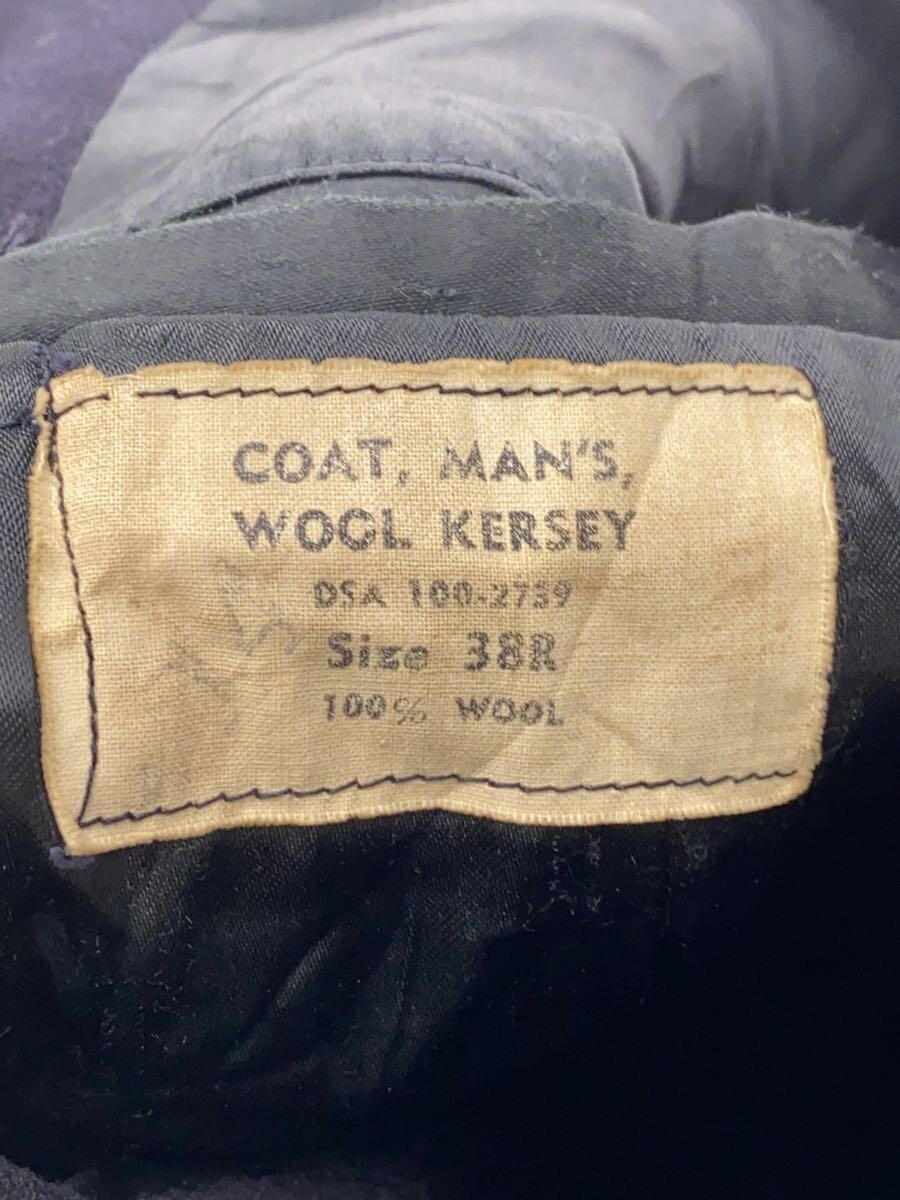 COAT, MAN'S,
WOOL KERSEY
DSA 100-2739
Size 38R
100% WOOL